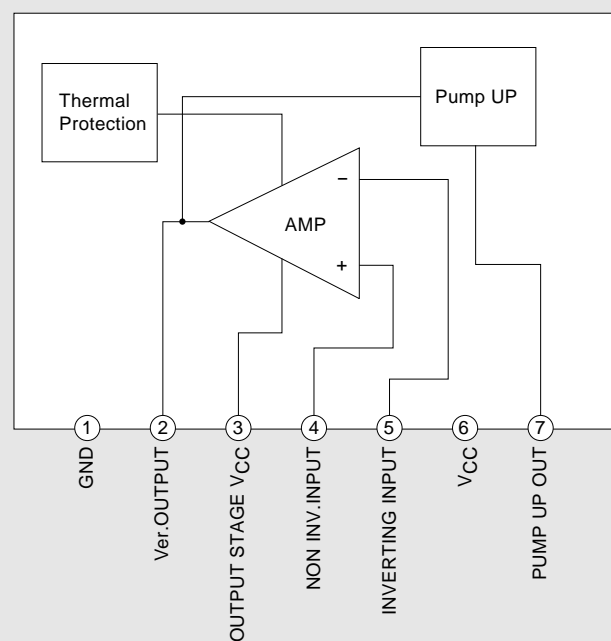 Thermal
Protection
Pump UP
AMP
−
+
1
2
3
4
5
6
7
GND
Ver.OUTPUT
OUTPUT STAGE VCC
NON INV.INPUT
INVERTING INPUT
VCC
PUMP UP OUT